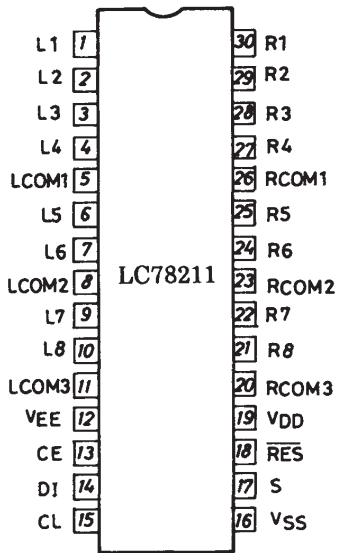 L1 1 30 R1
L2 2 29 R2
L3 3 28 R3
L4 4 27 R4
LCOM1 5 26 RCOM1
L5 6 25 R5
L6 7 24 R6
LCOM2 8 LC78211 23 RCOM2
L7 9 22 R7
L8 10 21 R8
LCOM3 11 20 RCOM3
VEE 12 19 VDD
CE 13 18 R̅E̅S̅
DI 14 17 S
CL 15 16 VSS